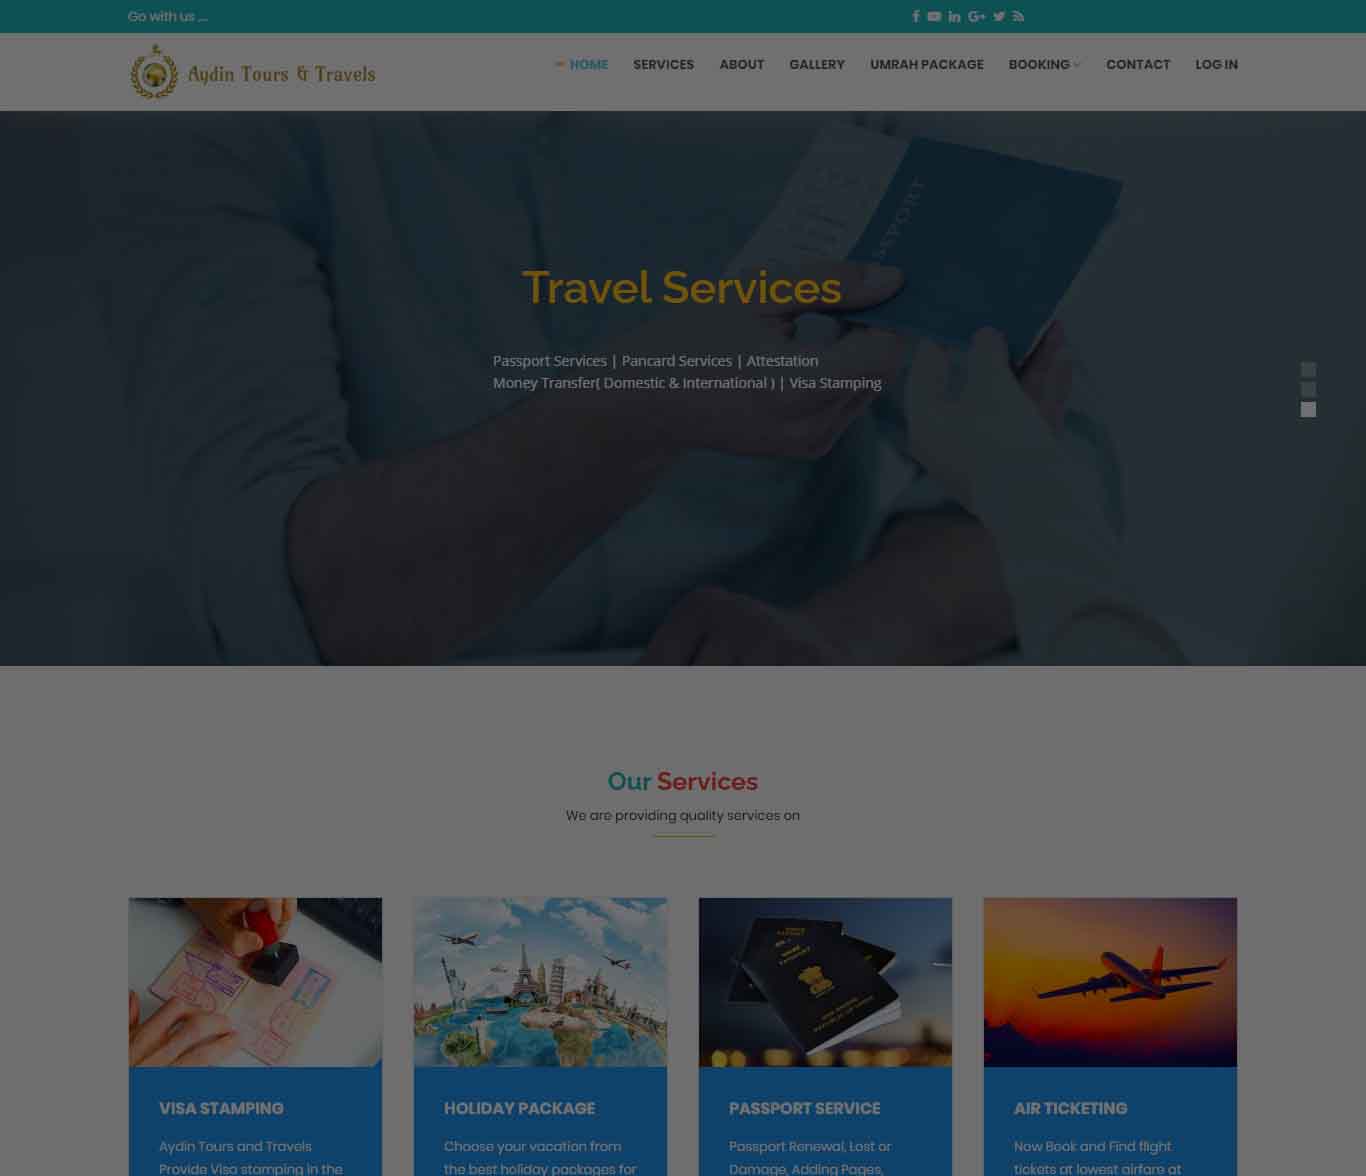 Go with us ...
Aydin Tours & Travels
HOME SERVICES ABOUT GALLERY UMRAH PACKAGE BOOKING CONTACT LOG IN
PASSPORT
Travel Services
Passport Services | Pancard Services | Attestation
Money Transfer( Domestic & International ) | Visa Stamping
Our Services
We are providing quality services on
VISA STAMPING
Aydin Tours and Travels
Provide Visa stamping in the
HOLIDAY PACKAGE
Choose your vacation from
the best holiday packages for
PASSPORT SERVICE
Passport Renewal, Lost or
Damage, Adding Pages,
AIR TICKETING
Now Book and Find flight
tickets at lowest airfare at